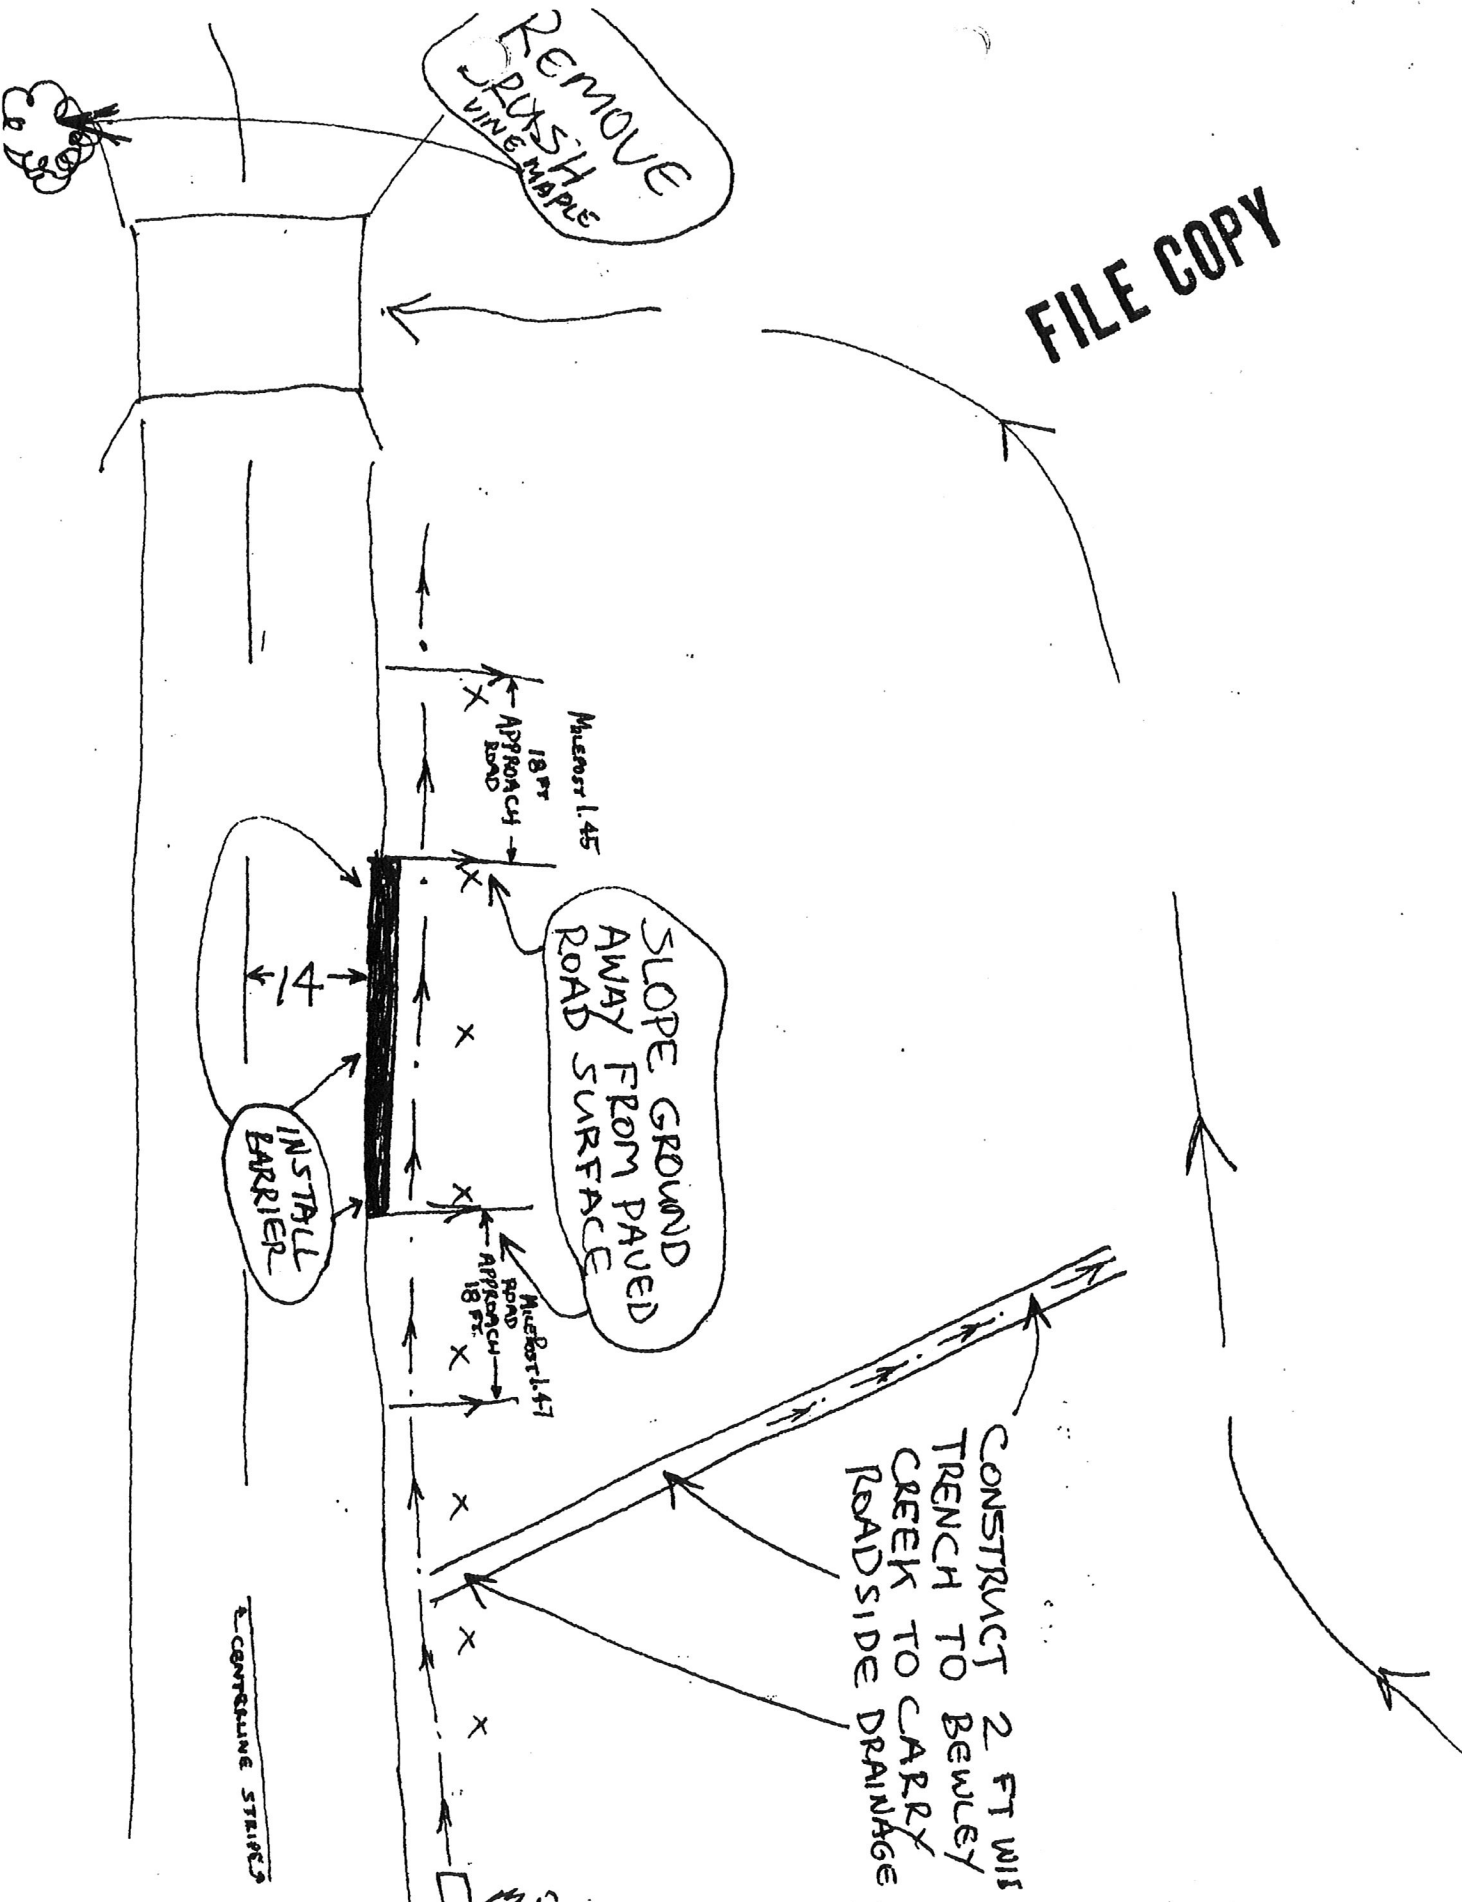 REMOVE
BRUSH
VINE MAPLE
FILE COPY
MILEPOST 1.45
18 FT
APPROACH
ROAD
SLOPE GROUND
AWAY FROM PAVED
ROAD SURFACE
14
INSTALL
BARRIER
MILEPOST 1.47
ROAD
APPROACH
18 FT.
CONSTRUCT 2 FT WI
TRENCH TO BEWLEY
CREEK TO CARRY
ROADSIDE DRAINAGE
CENTERLINE STRIPE